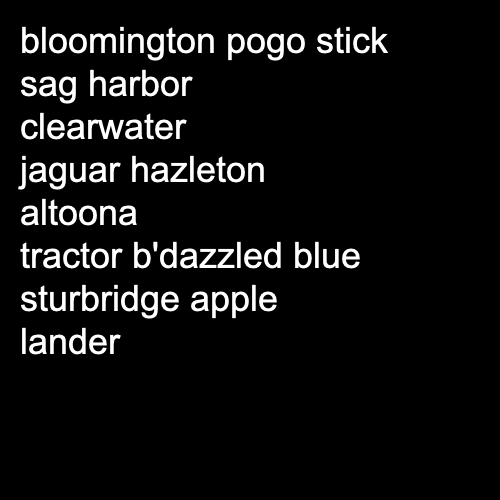 bloomington pogo stick
sag harbor
clearwater
jaguar hazleton
altoona
tractor b'dazzled blue
sturbridge apple
lander